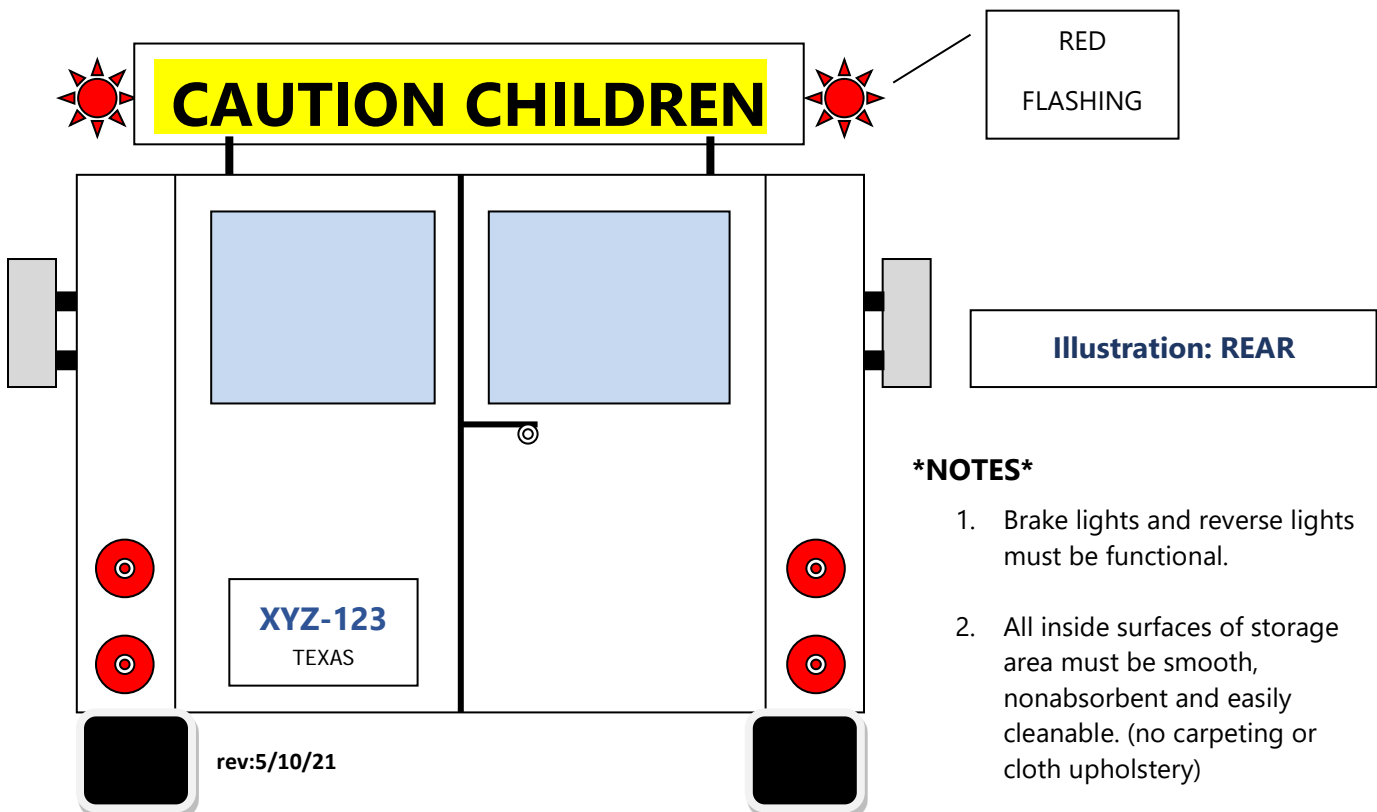 CAUTION CHILDREN
RED
FLASHING
Illustration: REAR
*NOTES*
1. Brake lights and reverse lights
must be functional.
2. All inside surfaces of storage
area must be smooth,
nonabsorbent and easily
cleanable. (no carpeting or
cloth upholstery)
XYZ-123
TEXAS
rev:5/10/21